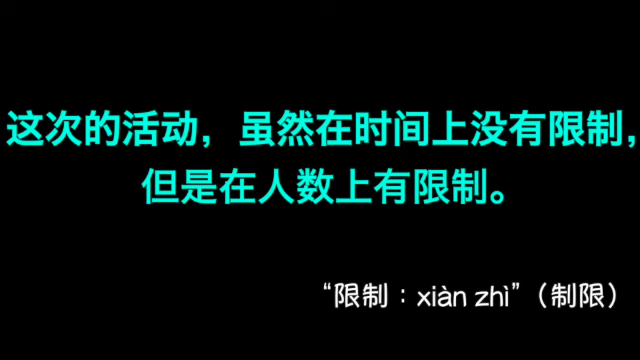 这次的活动，虽然在时间上没有限制，
但是在人数上有限制。
“限制：xiàn zhì”（制限）